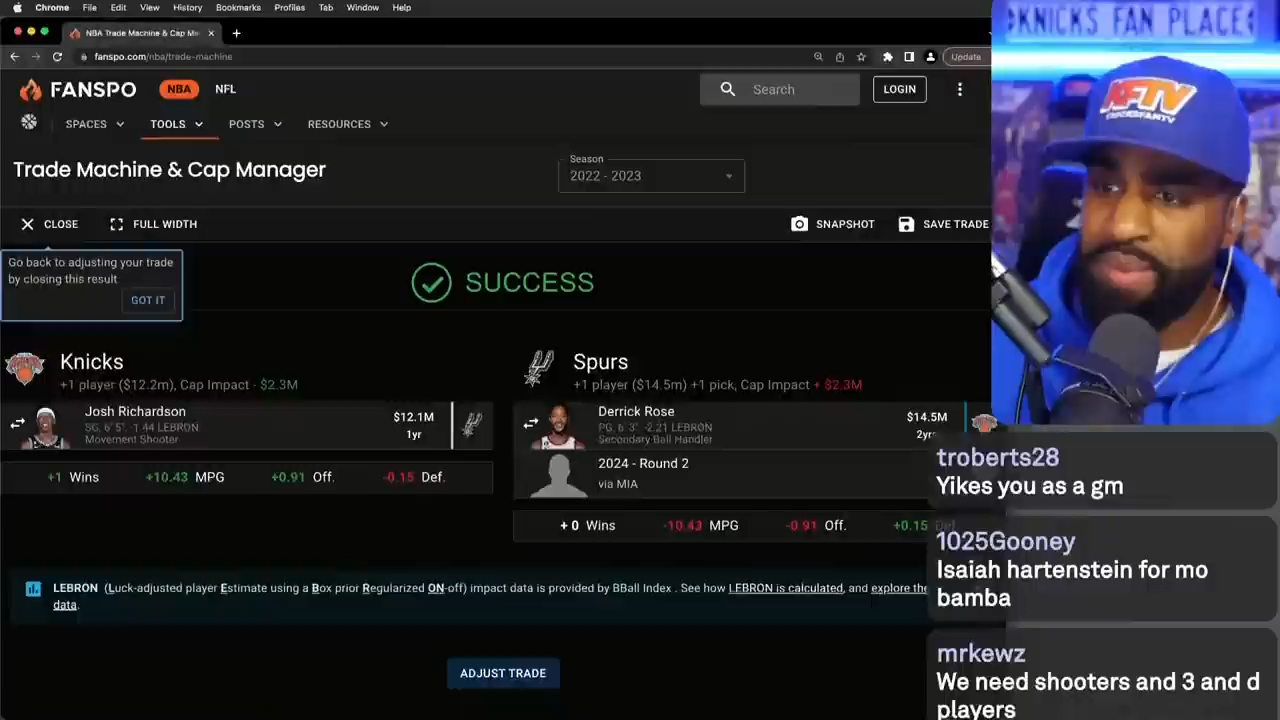 Chrome File Edit View History Bookmarks Profiles Tab Window Help
NBA Trade Machine & Cap Ma
fanspo.com/nba/trade-machine
Update
KNICKS FAN PLACE
KFTV
FANSPO NBA NFL
Search
LOGIN
SPACES TOOLS POSTS RESOURCES
Trade Machine & Cap Manager
Season
2022 - 2023
CLOSE FULL WIDTH SNAPSHOT SAVE TRADE
Go back to adjusting your trade
by closing this result
GOT IT
SUCCESS
Knicks
+1 player ($12.2m), Cap Impact - $2.3M
Josh Richardson
SG, 6' 5", -1.44 LEBRON
Movement Shooter
$12.1M
1yr
+1 Wins +10.43 MPG +0.91 Off. -0.15 Def.
Spurs
+1 player ($14.5m) +1 pick, Cap Impact + $2.3M
Derrick Rose
PG, 6' 3", -2.21 LEBRON
Secondary Ball Handler
$14.5M
2yr
2024 - Round 2
via MIA
+ 0 Wins -10.43 MPG -0.91 Off. +0.15 Def
LEBRON (Luck-adjusted player Estimate using a Box prior Regularized ON-off) impact data is provided by BBall Index . See how LEBRON is calculated, and explore the
data.
ADJUST TRADE
troberts28
Yikes you as a gm
1025Gooney
Isaiah hartenstein for mo
bamba
mrkewz
We need shooters and 3 and d
players